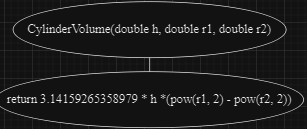 CylinderVolume(double h, double r1, double r2)
return 3.14159265358979 * h *(pow(r1, 2) - pow(r2, 2))